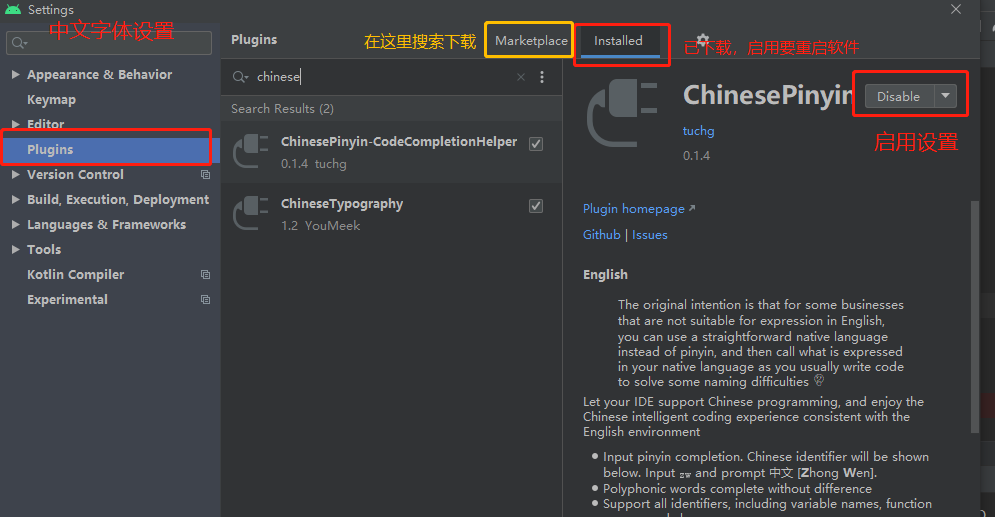 Settings
中文字体设置
Appearance & Behavior
Keymap
Editor
Plugins
Version Control
Build, Execution, Deployment
Languages & Frameworks
Tools
Kotlin Compiler
Experimental
Plugins
在这里搜索下载
Marketplace
Installed
已下载，启用要重启软件
chinese
Search Results (2)
ChinesePinyin-CodeCompletionHelper
0.1.4 tuchg
ChineseTypography
1.2 YouMeek
ChinesePinyin
Disable
启用设置
tuchg
0.1.4
Plugin homepage
Github | Issues
English
The original intention is that for some businesses
that are not suitable for expression in English,
you can use a straightforward native language
instead of pinyin, and then call what is expressed
in your native language as you usually write code
to solve some naming difficulties
Let your IDE support Chinese programming, and enjoy the
Chinese intelligent coding experience consistent with the
English environment
Input pinyin completion. Chinese identifier will be shown
below. Input zw and prompt 中文 [Zhong Wen].
Polyphonic words complete without difference
Support all identifiers, including variable names, function